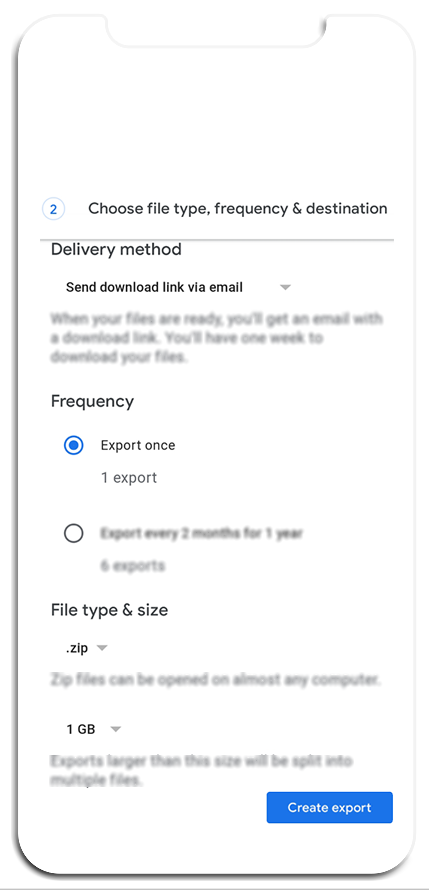 2 Choose file type, frequency & destination
Delivery method
Send download link via email
When your files are ready, you'll get an email with
a download link. You'll have one week to
download your files.
Frequency
Export once
1 export
Export every 2 months for 1 year
6 exports
File type & size
.zip
Zip files can be opened on almost any computer.
1 GB
Exports larger than this size will be split into
multiple files.
Create export